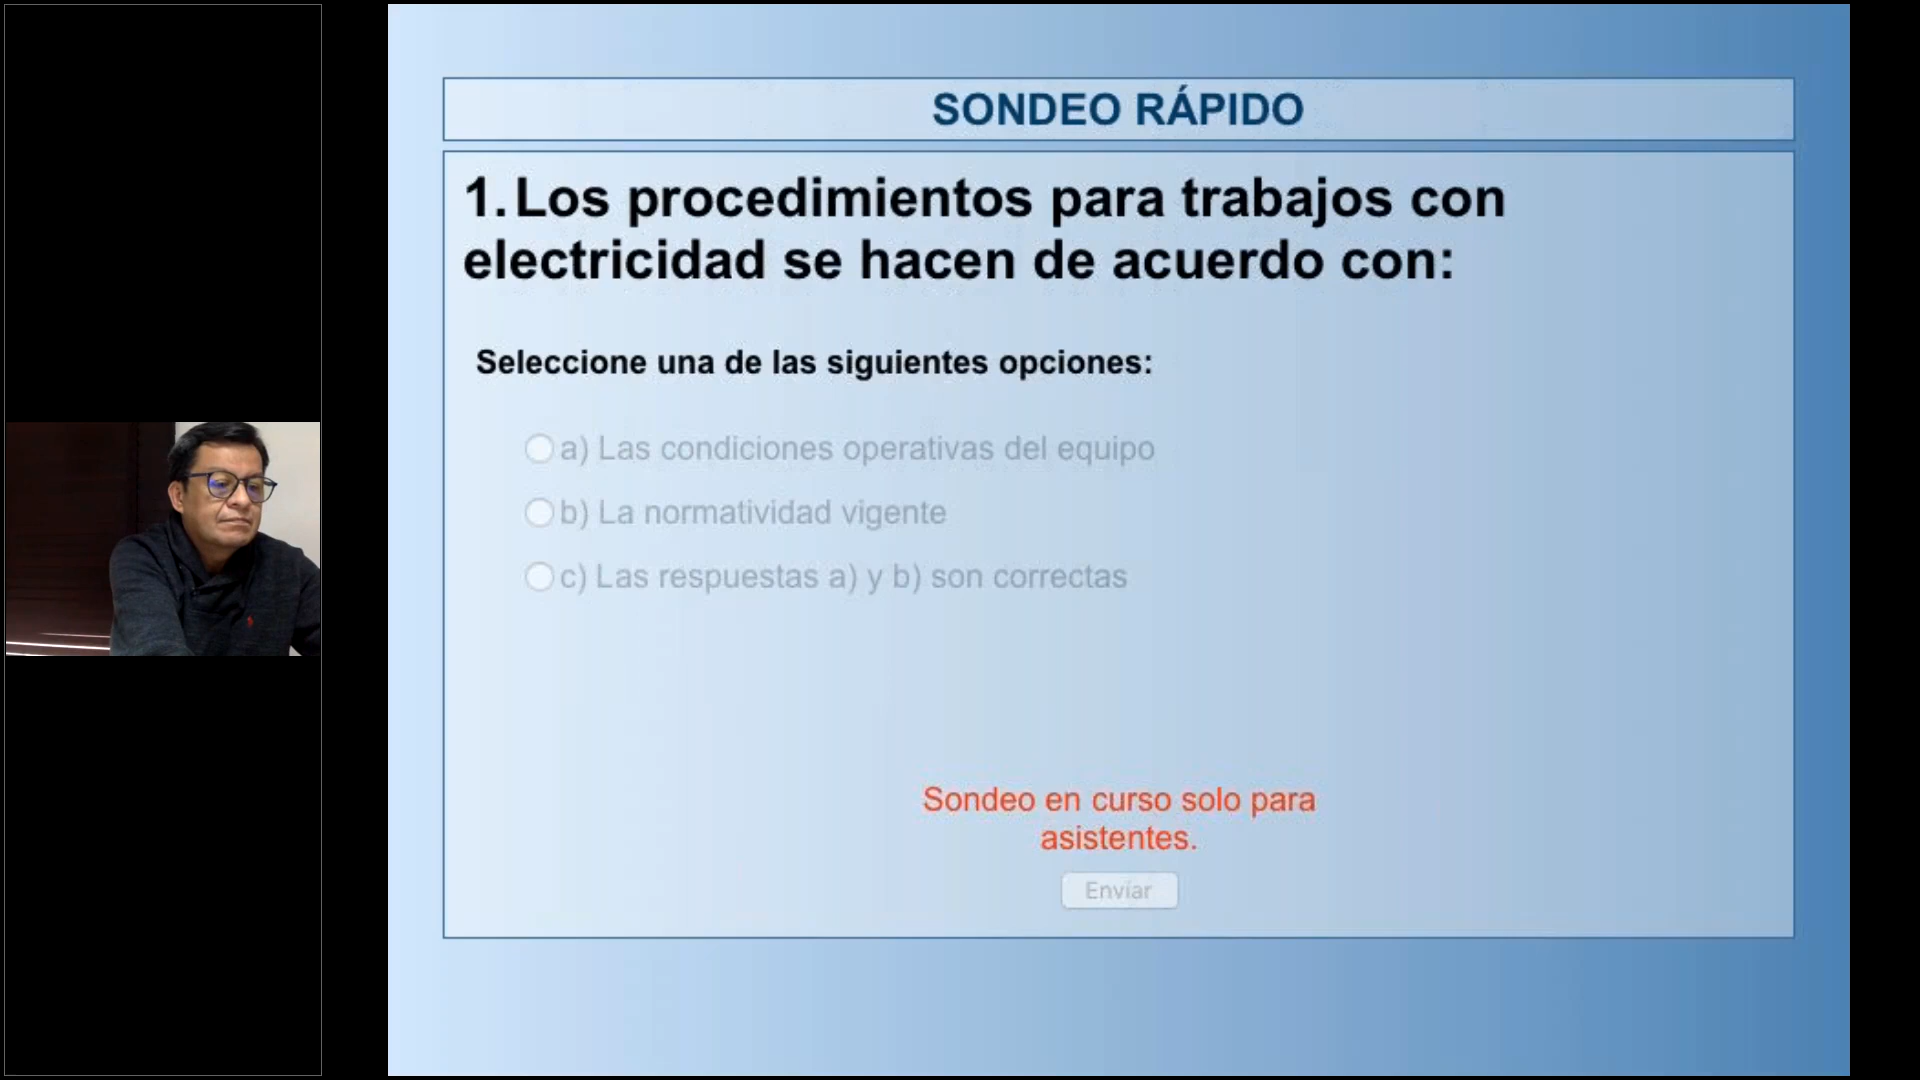 SONDEO RÁPIDO
1. Los procedimientos para trabajos con
electricidad se hacen de acuerdo con:
Seleccione una de las siguientes opciones:
a) Las condiciones operativas del equipo
b) La normatividad vigente
c) Las respuestas a) y b) son correctas
Sondeo en curso solo para
asistentes.
Enviar